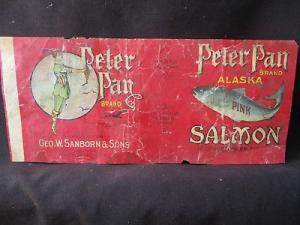 Peter
Pan
BRAND
GEO. W. SANBORN & SONS
Peter Pan
BRAND
ALASKA
PINK
SALMON